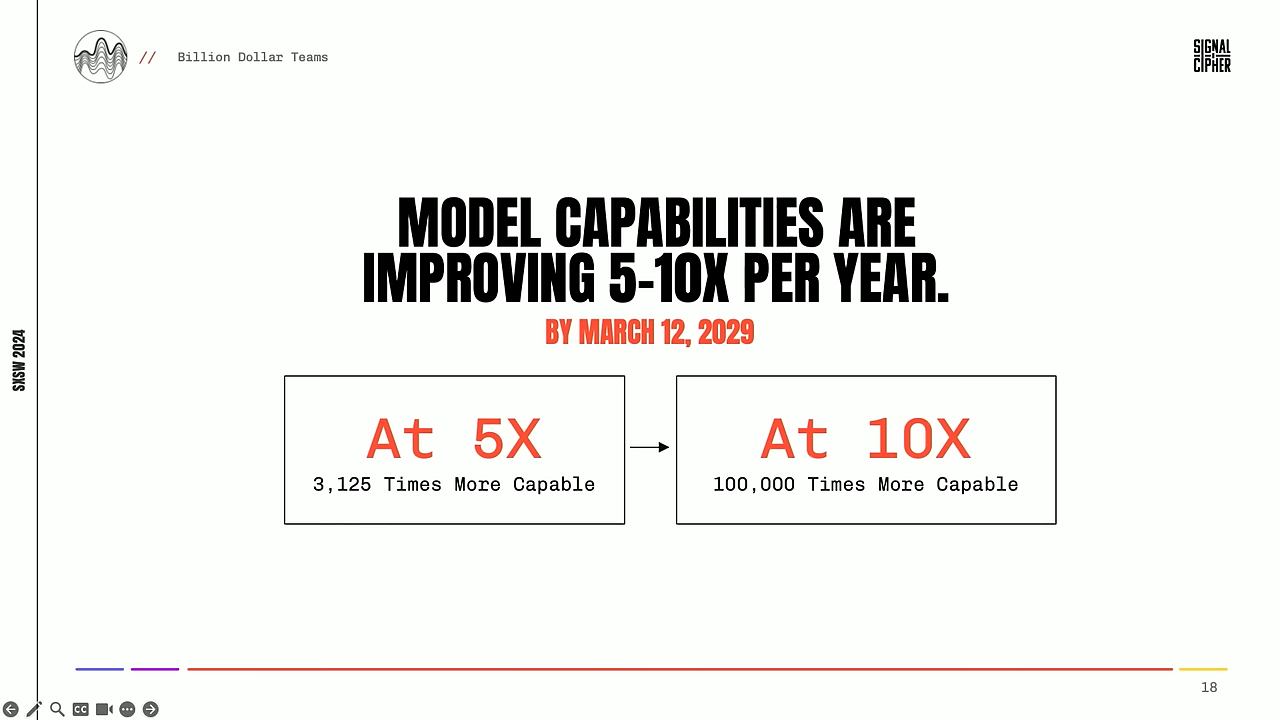 // Billion Dollar Teams
SIGNAL
CIPHER
MODEL CAPABILITIES ARE
IMPROVING 5-10X PER YEAR.
BY MARCH 12, 2029
At 5X
3,125 Times More Capable
At 10X
100,000 Times More Capable
SXSW 2024
18
CC